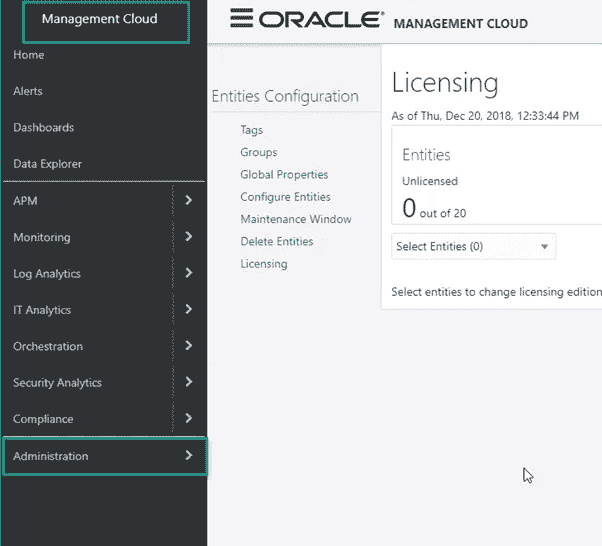 Management Cloud
Home
Alerts
Dashboards
Data Explorer
APM
Monitoring
Log Analytics
IT Analytics
Orchestration
Security Analytics
Compliance
Administration
ORACLE® MANAGEMENT CLOUD
Entities Configuration
Tags
Groups
Global Properties
Configure Entities
Maintenance Window
Delete Entities
Licensing
Licensing
As of Thu, Dec 20, 2018, 12:33:44 PM
Entities
Unlicensed
0 out of 20
Select Entities (0)
Select entities to change licensing edition